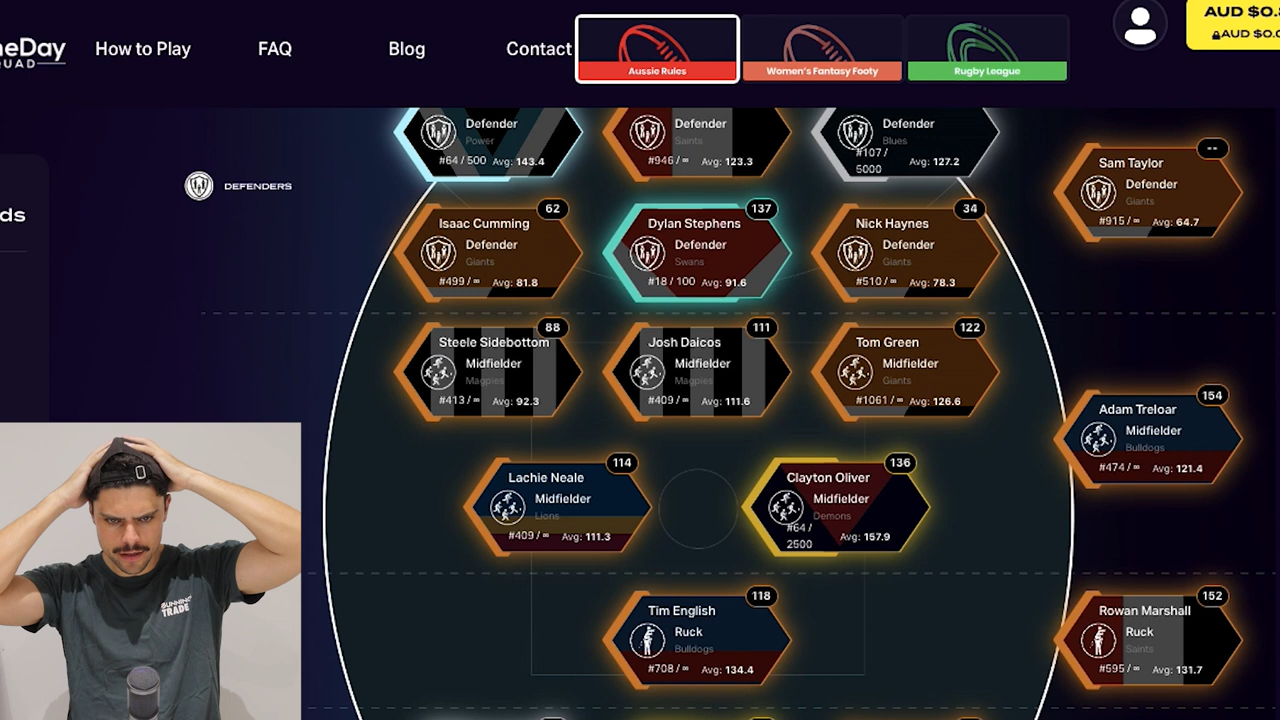 How to Play
FAQ
Blog
Contact
Aussie Rules
Women's Fantasy Footy
Rugby League
AUD $0.
AUD $0.0
eDay
QUAD
ds
DEFENDERS
Defender
Power
#64 / 500 Avg: 143.4
Defender
Saints
#946 / ∞ Avg: 123.3
Defender
Blues
#107 /
5000
Avg: 127.2
--
Sam Taylor
Defender
Giants
#915 / ∞ Avg: 64.7
62
Isaac Cumming
Defender
Giants
#499 / ∞ Avg: 81.8
137
Dylan Stephens
Defender
Swans
#18 / 100 Avg: 91.6
34
Nick Haynes
Defender
Giants
#510 / ∞ Avg: 78.3
88
Steele Sidebottom
Midfielder
Magpies
#413 / ∞ Avg: 92.3
111
Josh Daicos
Midfielder
Magpies
#409 / ∞ Avg: 111.6
122
Tom Green
Midfielder
Giants
#1061 / ∞ Avg: 126.6
154
Adam Treloar
Midfielder
Bulldogs
#474 / ∞ Avg: 121.4
114
Lachie Neale
Midfielder
Lions
#409 / ∞ Avg: 111.3
136
Clayton Oliver
Midfielder
Demons
#64 /
2500
Avg: 157.9
118
Tim English
Ruck
Bulldogs
#708 / ∞ Avg: 134.4
152
Rowan Marshall
Ruck
Saints
#595 / ∞ Avg: 131.7
TRADE